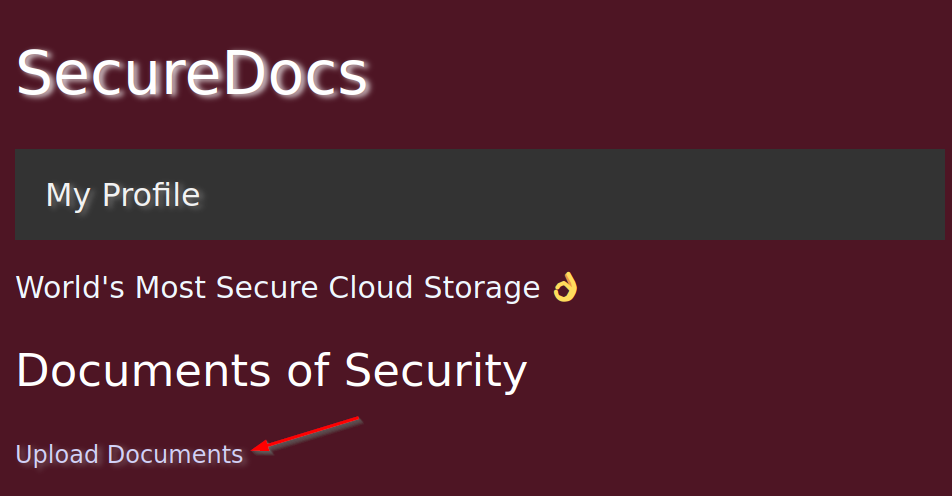 SecureDocs
My Profile
World's Most Secure Cloud Storage 👌
Documents of Security
Upload Documents